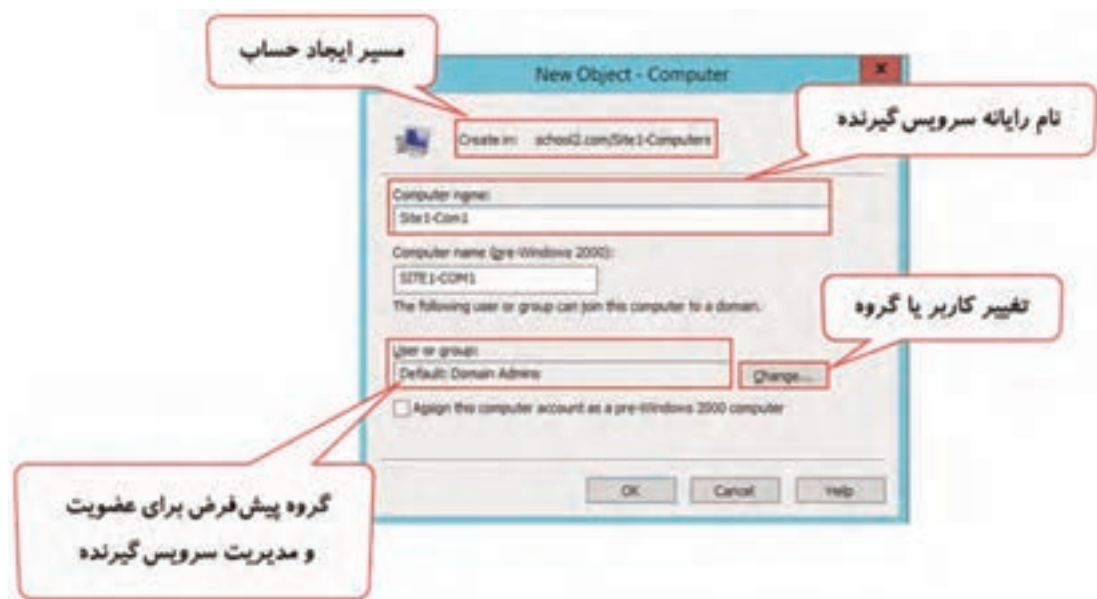 مسیر ایجاد حساب
New Object - Computer
x
نام رایانه سرویس‌گیرنده
Create in: school2.com/Site1-Computers
Computer name:
Site1-Com1
Computer name (pre-Windows 2000):
SITE1-COM1
The following user or group can join this computer to a domain.
تغییر کاربر یا گروه
User or group:
Default: Domain Admins
Change...
Assign this computer account as a pre-Windows 2000 computer
OK
Cancel
Help
گروه پیش‌فرض برای عضویت
و مدیریت سرویس‌گیرنده